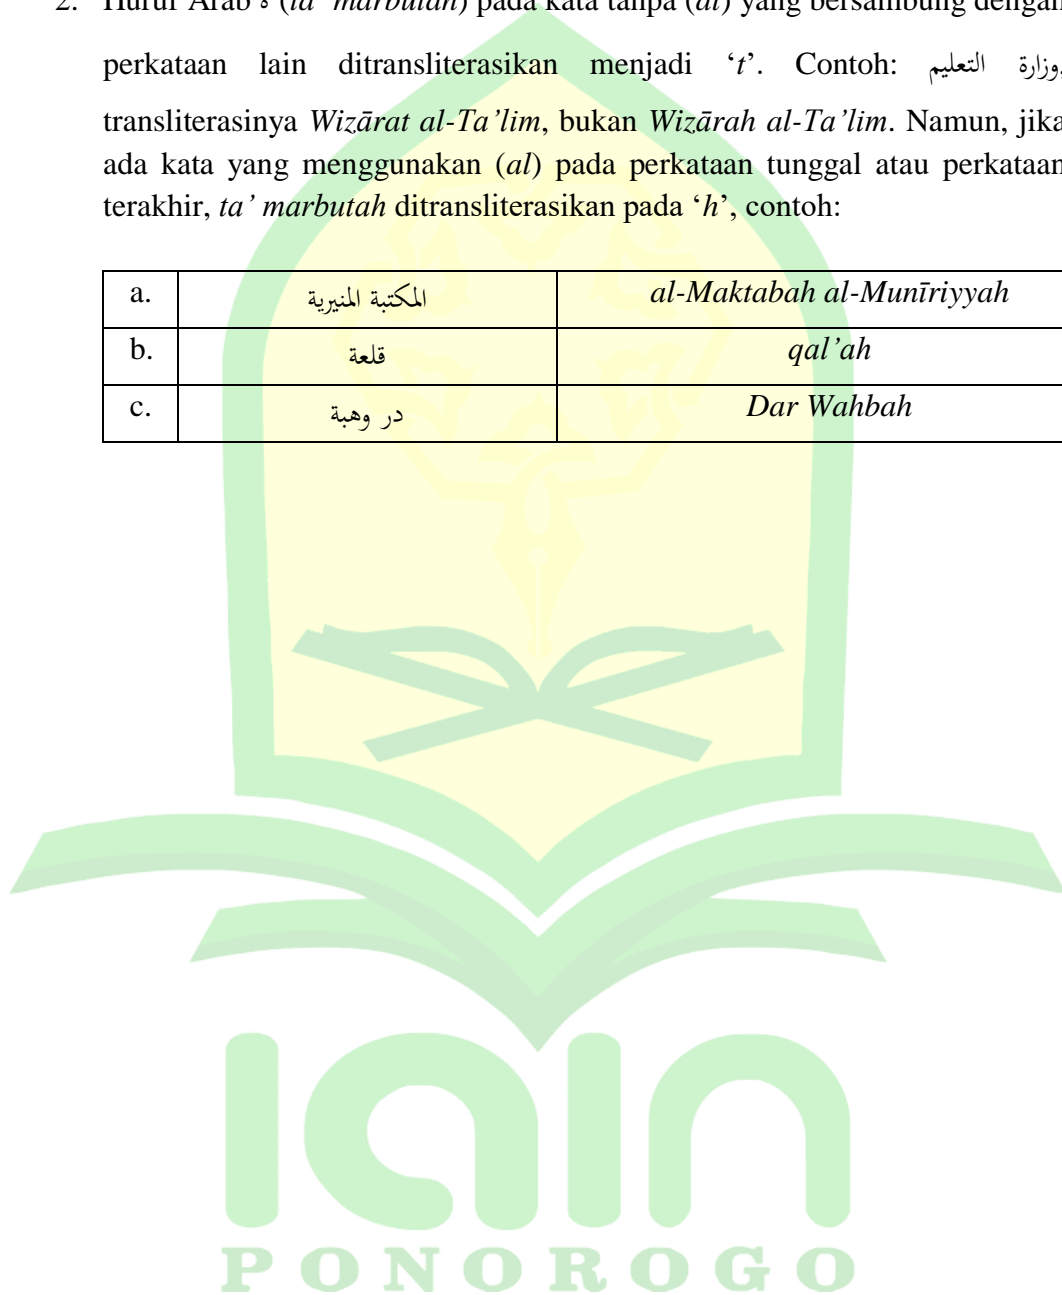 2. Huruf Arab ة (ta’ marbutah) pada kata tanpa (al) yang bersambung dengan
perkataan lain ditransliterasikan menjadi ‘t’. Contoh: وزارة التعليم,
transliterasinya Wizārat al-Ta’lim, bukan Wizārah al-Ta’lim. Namun, jika
ada kata yang menggunakan (al) pada perkataan tunggal atau perkataan
terakhir, ta’ marbutah ditransliterasikan pada ‘h’, contoh:
a. المكتبة المنيرية al-Maktabah al-Munīriyyah
b. قلعة qal’ah
c. در وهبة Dar Wahbah
iain
PONOROGO